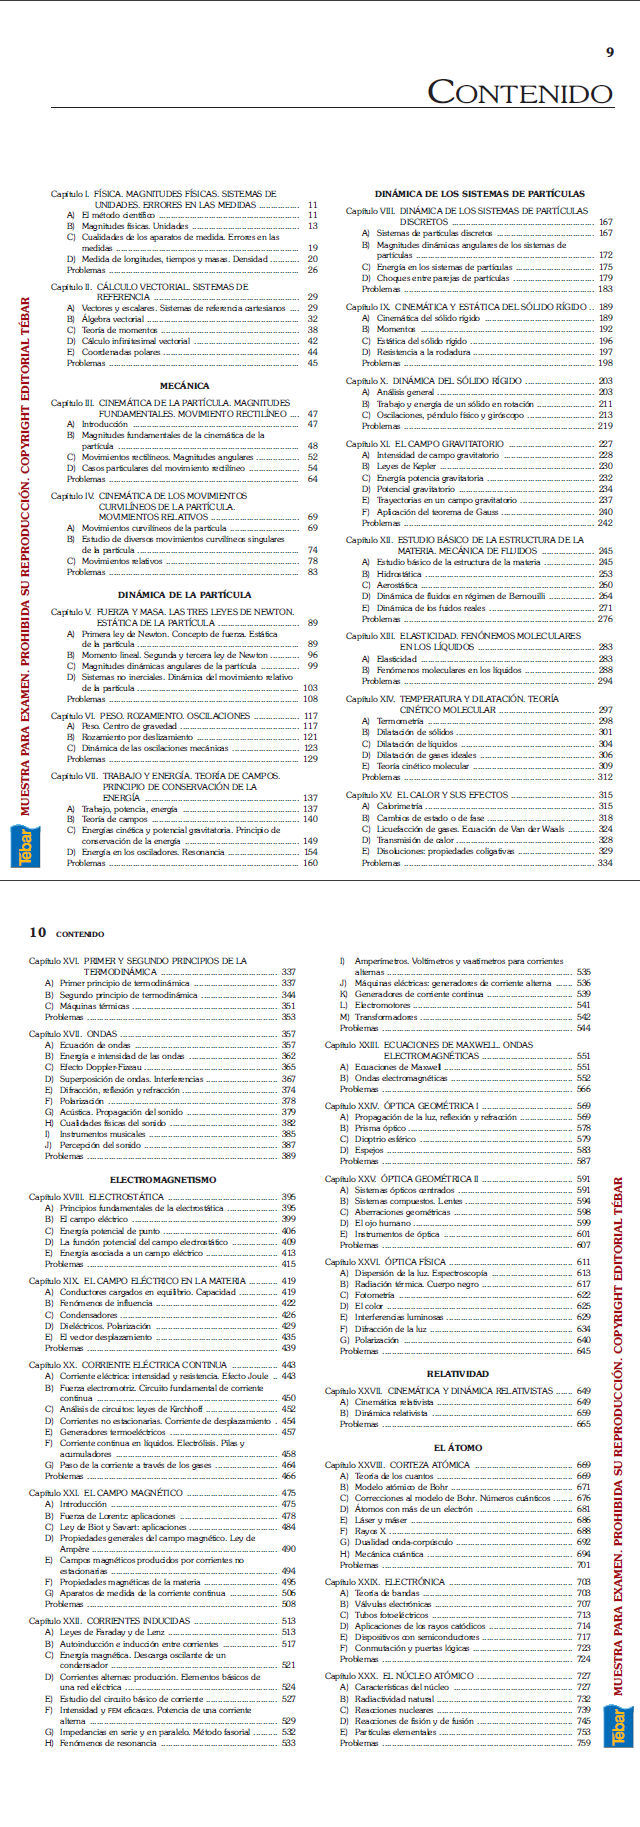 9
CONTENIDO
Capítulo I. FÍSICA. MAGNITUDES FÍSICAS. SISTEMAS DE
UNIDADES. ERRORES EN LAS MEDIDAS ................. 11
A) El método científico ................. 11
B) Magnitudes físicas. Unidades ................. 13
C) Cualidades de los aparatos de medida. Errores en las
medidas ................. 19
D) Medida de longitudes, tiempos y masas. Densidad ............ 20
Problemas ................. 26
Capítulo II. CÁLCULO VECTORIAL. SISTEMAS DE
REFERENCIA ................. 29
A) Vectores y escalares. Sistemas de referencia cartesianos .... 29
B) Álgebra vectorial ................. 32
C) Teoría de momentos ................. 38
D) Cálculo infinitesimal vectorial ................. 42
E) Coordenadas polares ................. 44
Problemas ................. 45
MECÁNICA
Capítulo III. CINEMÁTICA DE LA PARTÍCULA. MAGNITUDES
FUNDAMENTALES. MOVIMIENTO RECTILÍNEO .... 47
A) Introducción ................. 47
B) Magnitudes fundamentales de la cinemática de la
partícula ................. 48
C) Movimientos rectilíneos. Magnitudes angulares ................. 52
D) Casos particulares del movimiento rectilíneo ................. 54
Problemas ................. 64
Capítulo IV. CINEMÁTICA DE LOS MOVIMIENTOS
CURVILÍNEOS DE LA PARTÍCULA.
MOVIMIENTOS RELATIVOS ................. 69
A) Movimientos curvilíneos de la partícula ................. 69
B) Estudio de diversos movimientos curvilíneos singulares
de la partícula ................. 74
C) Movimientos relativos ................. 78
Problemas ................. 83
DINÁMICA DE LA PARTÍCULA
Capítulo V. FUERZA Y MASA. LAS TRES LEYES DE NEWTON.
ESTÁTICA DE LA PARTÍCULA ................. 89
A) Primera ley de Newton. Concepto de fuerza. Estática
de la partícula ................. 89
B) Momento lineal. Segunda y tercera ley de Newton ............ 96
C) Magnitudes dinámicas angulares de la partícula ................. 99
D) Sistemas no inerciales. Dinámica del movimiento relativo
de la partícula ................. 103
Problemas ................. 108
Capítulo VI. PESO. ROZAMIENTO. OSCILACIONES ................. 117
A) Peso. Centro de gravedad ................. 117
B) Rozamiento por deslizamiento ................. 121
C) Dinámica de las oscilaciones mecánicas ................. 123
Problemas ................. 129
Capítulo VII. TRABAJO Y ENERGÍA. TEORÍA DE CAMPOS.
PRINCIPIO DE CONSERVACIÓN DE LA
ENERGÍA ................. 137
A) Trabajo, potencia, energía ................. 137
B) Teoría de campos ................. 140
C) Energías cinética y potencial gravitatoria. Principio de
conservación de la energía ................. 149
D) Energía en los osciladores. Resonancia ................. 154
Problemas ................. 160
DINÁMICA DE LOS SISTEMAS DE PARTÍCULAS
Capítulo VIII. DINÁMICA DE LOS SISTEMAS DE PARTÍCULAS
DISCRETOS ................. 167
A) Sistemas de partículas discretos ................. 167
B) Magnitudes dinámicas angulares de los sistemas de
partículas ................. 172
C) Energía en los sistemas de partículas ................. 175
D) Choques entre parejas de partículas ................. 179
Problemas ................. 183
Capítulo IX. CINEMÁTICA Y ESTÁTICA DEL SÓLIDO RÍGIDO .. 189
A) Cinemática del sólido rígido ................. 189
B) Momentos ................. 192
C) Estática del sólido rígido ................. 196
D) Resistencia a la rodadura ................. 197
Problemas ................. 198
Capítulo X. DINÁMICA DEL SÓLIDO RÍGIDO ................. 203
A) Análisis general ................. 203
B) Trabajo y energía de un sólido en rotación ................. 211
C) Oscilaciones, péndulo físico y giróscopo ................. 213
Problemas ................. 219
Capítulo XI. EL CAMPO GRAVITATORIO ................. 227
A) Intensidad de campo gravitatorio ................. 228
B) Leyes de Kepler ................. 230
C) Energía potencia gravitatoria ................. 232
D) Potencial gravitatorio ................. 234
E) Trayectorias en un campo gravitatorio ................. 237
F) Aplicación del teorema de Gauss ................. 240
Problemas ................. 242
Capítulo XII. ESTUDIO BÁSICO DE LA ESTRUCTURA DE LA
MATERIA. MECÁNICA DE FLUIDOS ................. 245
A) Estudio básico de la estructura de la materia ................. 245
B) Hidrostática ................. 253
C) Aerostática ................. 260
D) Dinámica de fluidos en régimen de Bernouilli ................. 264
E) Dinámica de los fuidos reales ................. 271
Problemas ................. 276
Capítulo XIII. ELASTICIDAD. FENÓNEMOS MOLECULARES
EN LOS LÍQUIDOS ................. 283
A) Elasticidad ................. 283
B) Fenómenos moleculares en los líquidos ................. 288
Problemas ................. 294
Capítulo XIV. TEMPERATURA Y DILATACIÓN. TEORÍA
CINÉTICO MOLECULAR ................. 297
A) Termometría ................. 298
B) Dilatación de sólidos ................. 301
C) Dilatación de líquidos ................. 304
D) Dilatación de gases ideales ................. 306
E) Teoría cinético molecular ................. 309
Problemas ................. 312
Capítulo XV. EL CALOR Y SUS EFECTOS ................. 315
A) Calorimetría ................. 315
B) Cambios de estado o de fase ................. 318
C) Licuefacción de gases. Ecuación de Van der Waals ......... 324
D) Transmisión de calor ................. 328
E) Disoluciones: propiedades coligativas ................. 329
Problemas ................. 334
MUESTRA PARA EXAMEN. PROHIBIDA SU REPRODUCCIÓN. COPYRIGHT EDITORIAL TÉBAR
Tébar
10 CONTENIDO
Capítulo XVI. PRIMER Y SEGUNDO PRINCIPIOS DE LA
TERMODINÁMICA ................. 337
A) Primer principio de termodinámica ................. 337
B) Segundo principio de termodinámica ................. 344
C) Máquinas térmicas ................. 351
Problemas ................. 353
Capítulo XVII. ONDAS ................. 357
A) Ecuación de ondas ................. 357
B) Energía e intensidad de las ondas ................. 362
C) Efecto Doppler-Fizeau ................. 365
D) Superposición de ondas. Interferencias ................. 367
E) Difracción, reflexión y refracción ................. 374
F) Polarización ................. 378
G) Acústica. Propagación del sonido ................. 379
H) Cualidades físicas del sonido ................. 382
I) Instrumentos musicales ................. 385
J) Percepción del sonido ................. 387
Problemas ................. 389
ELECTROMAGNETISMO
Capítulo XVIII. ELECTROSTÁTICA ................. 395
A) Principios fundamentales de la electrostática ................. 395
B) El campo eléctrico ................. 399
C) Energía potencial de punto ................. 406
D) La función potencial del campo electrostático ................. 409
E) Energía asociada a un campo eléctrico ................. 413
Problemas ................. 415
Capítulo XIX. EL CAMPO ELÉCTRICO EN LA MATERIA ........... 419
A) Conductores cargados en equilibrio. Capacidad ................. 419
B) Fenómenos de influencia ................. 422
C) Condensadores ................. 426
D) Dieléctricos. Polarización ................. 429
E) El vector desplazamiento ................. 435
Problemas ................. 439
Capítulo XX. CORRIENTE ELÉCTRICA CONTINUA ................. 443
A) Corriente eléctrica: intensidad y resistencia. Efecto Joule .. 443
B) Fuerza electromotriz. Circuito fundamental de corriente
continua ................. 450
C) Análisis de circuitos: leyes de Kirchhoff ................. 452
D) Corrientes no estacionarias. Corriente de desplazamiento . 454
E) Generadores termoeléctricos ................. 457
F) Corriente continua en líquidos. Electrólisis. Pilas y
acumuladores ................. 458
G) Paso de la corriente a través de los gases ................. 464
Problemas ................. 466
Capítulo XXI. EL CAMPO MAGNÉTICO ................. 475
A) Introducción ................. 475
B) Fuerza de Lorentz: aplicaciones ................. 478
C) Ley de Biot y Savart: aplicaciones ................. 484
D) Propiedades generales del campo magnético. Ley de
Ampère ................. 490
E) Campos magnéticos producidos por corrientes no
estacionarias ................. 494
F) Propiedades magnéticas de la materia ................. 495
G) Aparatos de medida de la corriente continua ................. 506
Problemas ................. 508
Capítulo XXII. CORRIENTES INDUCIDAS ................. 513
A) Leyes de Faraday y de Lenz ................. 513
B) Autoinducción e inducción entre corrientes ................. 517
C) Energía magnética. Descarga oscilante de un
condensador ................. 521
D) Corrientes alternas: producción. Elementos básicos de
una red eléctrica ................. 524
E) Estudio del circuito básico de corriente ................. 527
F) Intensidad y FEM eficaces. Potencia de una corriente
alterna ................. 529
G) Impedancias en serie y en paralelo. Método fasorial ......... 532
H) Fenómenos de resonancia ................. 533
I) Amperímetros. Voltímetros y vaatímetros para corrientes
alternas ................. 535
J) Máquinas eléctricas: generadores de corriente alterna ....... 536
K) Generadores de corriente continua ................. 539
L) Electromotores ................. 541
M) Transformadores ................. 542
Problemas ................. 544
Capítulo XXIII. ECUACIONES DE MAXWELL. ONDAS
ELECTROMAGNÉTICAS ................. 551
A) Ecuaciones de Maxwell ................. 551
B) Ondas electromagnéticas ................. 552
Problemas ................. 566
Capítulo XXIV. ÓPTICA GEOMÉTRICA I ................. 569
A) Propagación de la luz, reflexión y refracción ................. 569
B) Prisma óptico ................. 578
C) Dioptrio esférico ................. 579
D) Espejos ................. 583
Problemas ................. 587
Capítulo XXV. ÓPTICA GEOMÉTRICA II ................. 591
A) Sistemas ópticos centrados ................. 591
B) Sistemas compuestos. Lentes ................. 594
C) Aberraciones geométricas ................. 598
D) El ojo humano ................. 599
E) Instrumentos de óptica ................. 601
Problemas ................. 607
Capítulo XXVI. ÓPTICA FÍSICA ................. 611
A) Dispersión de la luz. Espectroscopía ................. 613
B) Radiación térmica. Cuerpo negro ................. 617
C) Fotometría ................. 622
D) El color ................. 625
E) Interferencias luminosas ................. 629
F) Difracción de la luz ................. 634
G) Polarización ................. 640
Problemas ................. 645
RELATIVIDAD
Capítulo XXVII. CINEMÁTICA Y DINÁMICA RELATIVISTAS ....... 649
A) Cinemática relativista ................. 649
B) Dinámica relativista ................. 659
Problemas ................. 665
EL ÁTOMO
Capítulo XXVIII. CORTEZA ATÓMICA ................. 669
A) Teoría de los cuantos ................. 669
B) Modelo atómico de Bohr ................. 671
C) Correcciones al modelo de Bohr. Números cuánticos ....... 676
D) Átomos con más de un electrón ................. 681
E) Láser y máser ................. 686
F) Rayos X ................. 688
G) Dualidad onda-corpúsculo ................. 692
H) Mecánica cuántica ................. 694
Problemas ................. 701
Capítulo XXIX. ELECTRÓNICA ................. 703
A) Teoría de bandas ................. 703
B) Válvulas electrónicas ................. 707
C) Tubos fotoeléctricos ................. 713
D) Aplicaciones de los rayos catódicos ................. 714
E) Dispositivos con semiconductores ................. 717
F) Conmutación y puertas lógicas ................. 723
Problemas ................. 724
Capítulo XXX. EL NÚCLEO ATÓMICO ................. 727
A) Características del núcleo ................. 727
B) Radiactividad natural ................. 732
C) Reacciones nucleares ................. 739
D) Reacciones de fisión y de fusión ................. 745
E) Partículas elementales ................. 753
Problemas ................. 759
MUESTRA PARA EXAMEN. PROHIBIDA SU REPRODUCCIÓN. COPYRIGHT EDITORIAL TÉBAR
Tébar